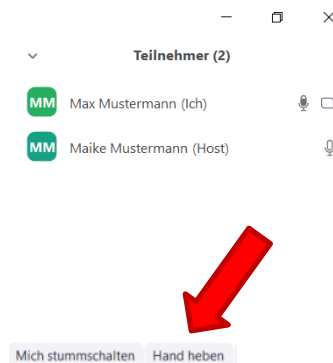 Teilnehmer (2)
MM Max Mustermann (Ich)
MM Maike Mustermann (Host)
Mich stummschalten Hand heben